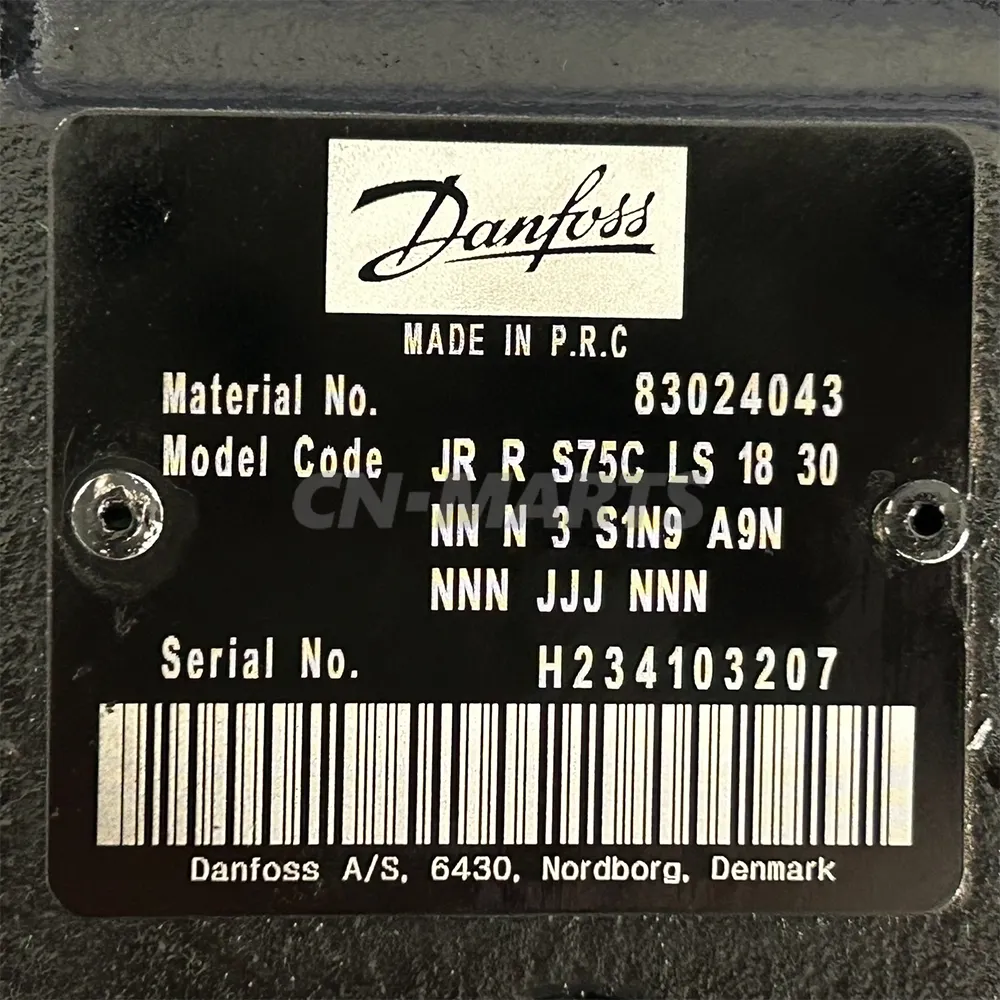 Danfoss
MADE IN P.R.C
Material No. 83024043
Model Code JR R S75C LS 18 30
CN-MARTS
NN N 3 S1N9 A9N
NNN JJJ NNN
Serial No. H234103207
Danfoss A/S, 6430, Nordborg, Denmark